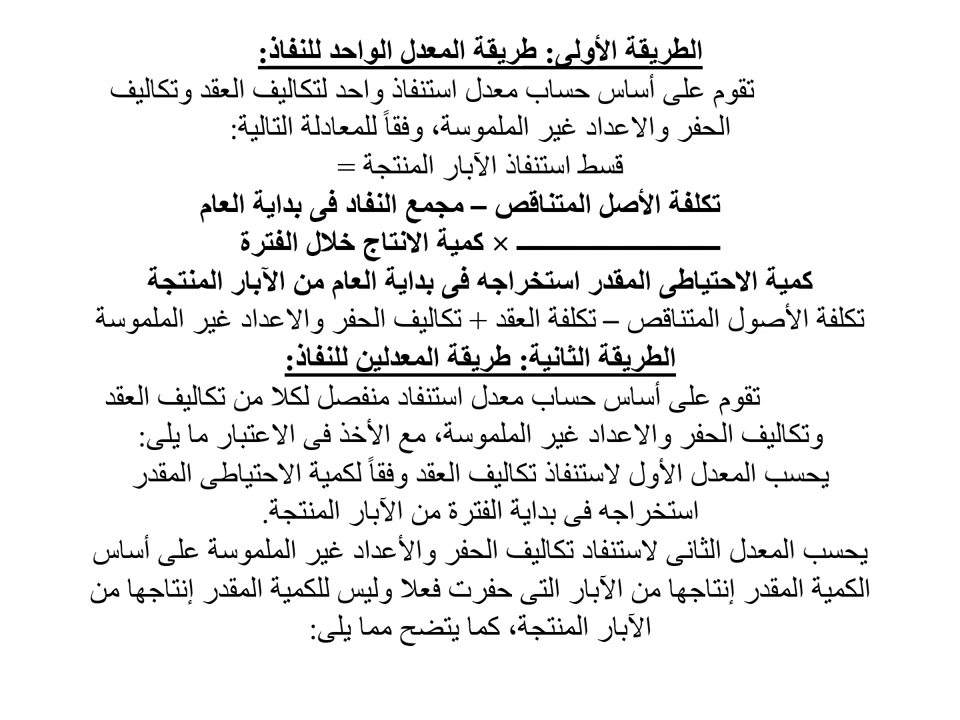 الطريقة الأولى: طريقة المعدل الواحد للنفاذ:
تقوم على أساس حساب معدل استنفاذ واحد لتكاليف العقد وتكاليف
الحفر والاعداد غير الملموسة، وفقاً للمعادلة التالية:
قسط استنفاذ الآبار المنتجة =
تكلفة الأصل المتناقص – مجمع النفاد فى بداية العام
ــــــــــــــــــــــــــــ × كمية الانتاج خلال الفترة
كمية الاحتياطى المقدر استخراجه فى بداية العام من الآبار المنتجة
تكلفة الأصول المتناقص – تكلفة العقد + تكاليف الحفر والاعداد غير الملموسة
الطريقة الثانية: طريقة المعدلين للنفاذ:
تقوم على أساس حساب معدل استنفاد منفصل لكلا من تكاليف العقد
وتكاليف الحفر والاعداد غير الملموسة، مع الأخذ فى الاعتبار ما يلى:
يحسب المعدل الأول لاستنفاذ تكاليف العقد وفقاً لكمية الاحتياطى المقدر
استخراجه فى بداية الفترة من الآبار المنتجة.
يحسب المعدل الثانى لاستنفاد تكاليف الحفر والأعداد غير الملموسة على أساس
الكمية المقدر إنتاجها من الآبار التى حفرت فعلا وليس للكمية المقدر إنتاجها من
الآبار المنتجة، كما يتضح مما يلى: